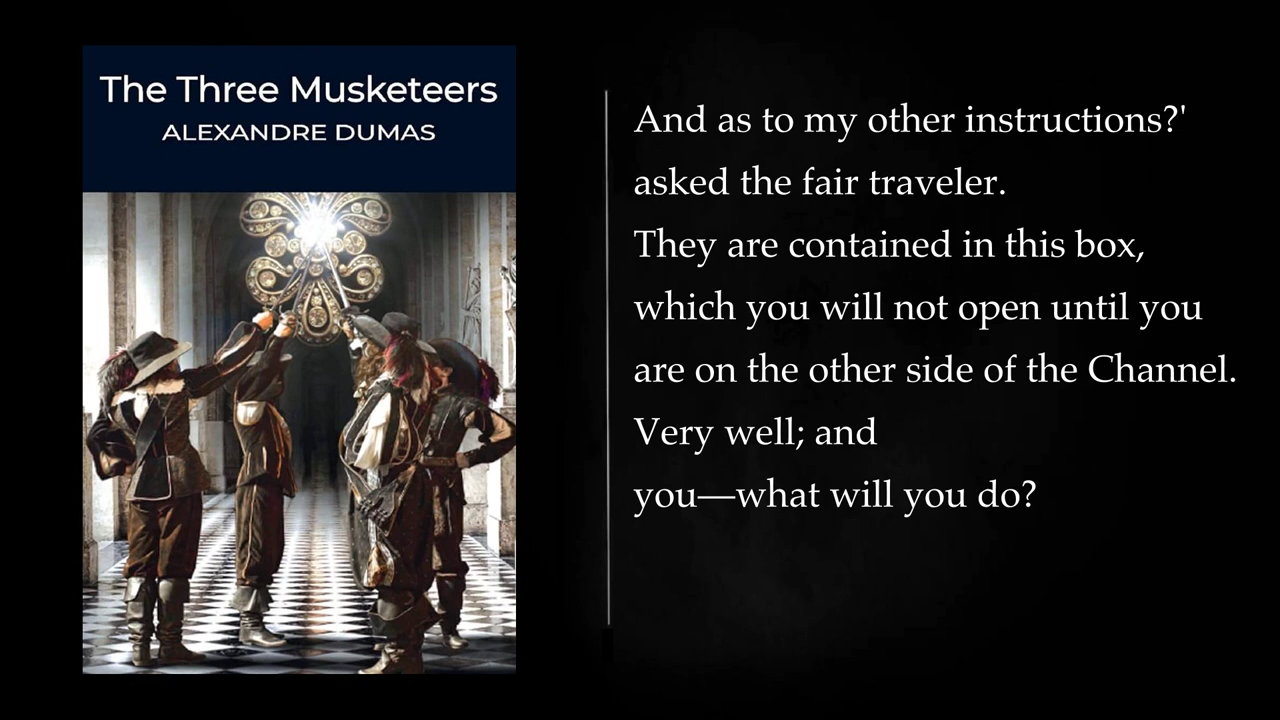 The Three Musketeers
ALEXANDRE DUMAS
And as to my other instructions?'
asked the fair traveler.
They are contained in this box,
which you will not open until you
are on the other side of the Channel.
Very well; and
you—what will you do?